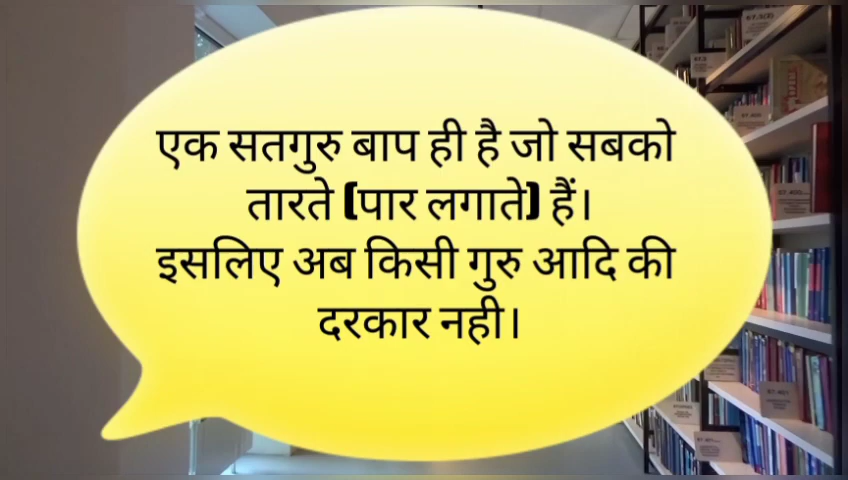 एक सतगुरु बाप ही है जो सबको
तारते (पार लगाते) हैं।
इसलिए अब किसी गुरु आदि की
दरकार नही।